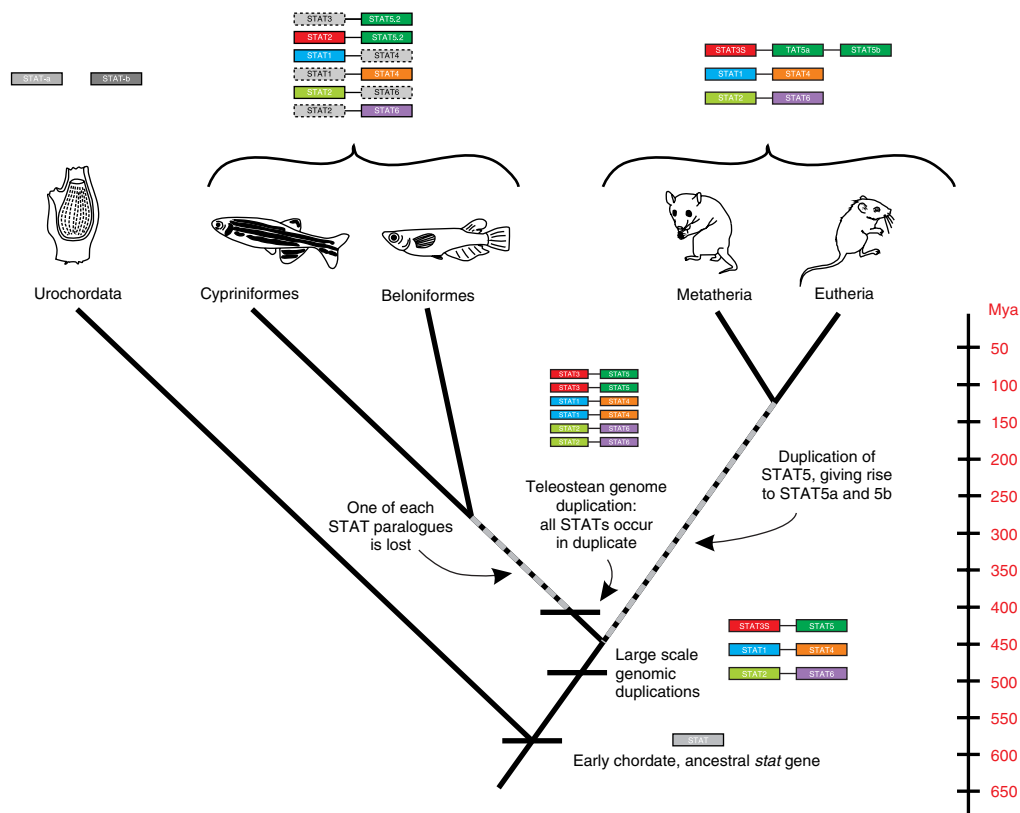 STAT3 STAT5.2
STAT2 STAT5.2
STAT1 STAT4
STAT1 STAT4
STAT2 STAT6
STAT2 STAT6
STAT3S TAT5a STAT5b
STAT1 STAT4
STAT2 STAT6
STAT-a STAT-b
Urochordata
Cypriniformes
Beloniformes
Metatheria
Eutheria
Mya
50
100
150
200
250
300
350
400
450
500
550
600
650
STAT3 STAT5
STAT3 STAT5
STAT1 STAT4
STAT1 STAT4
STAT2 STAT6
STAT2 STAT6
One of each
STAT paralogues
is lost
Teleostean genome
duplication:
all STATs occur
in duplicate
Duplication of
STAT5, giving rise
to STAT5a and 5b
Large scale
genomic
duplications
STAT3S STAT5
STAT1 STAT4
STAT2 STAT6
STAT
Early chordate, ancestral stat gene